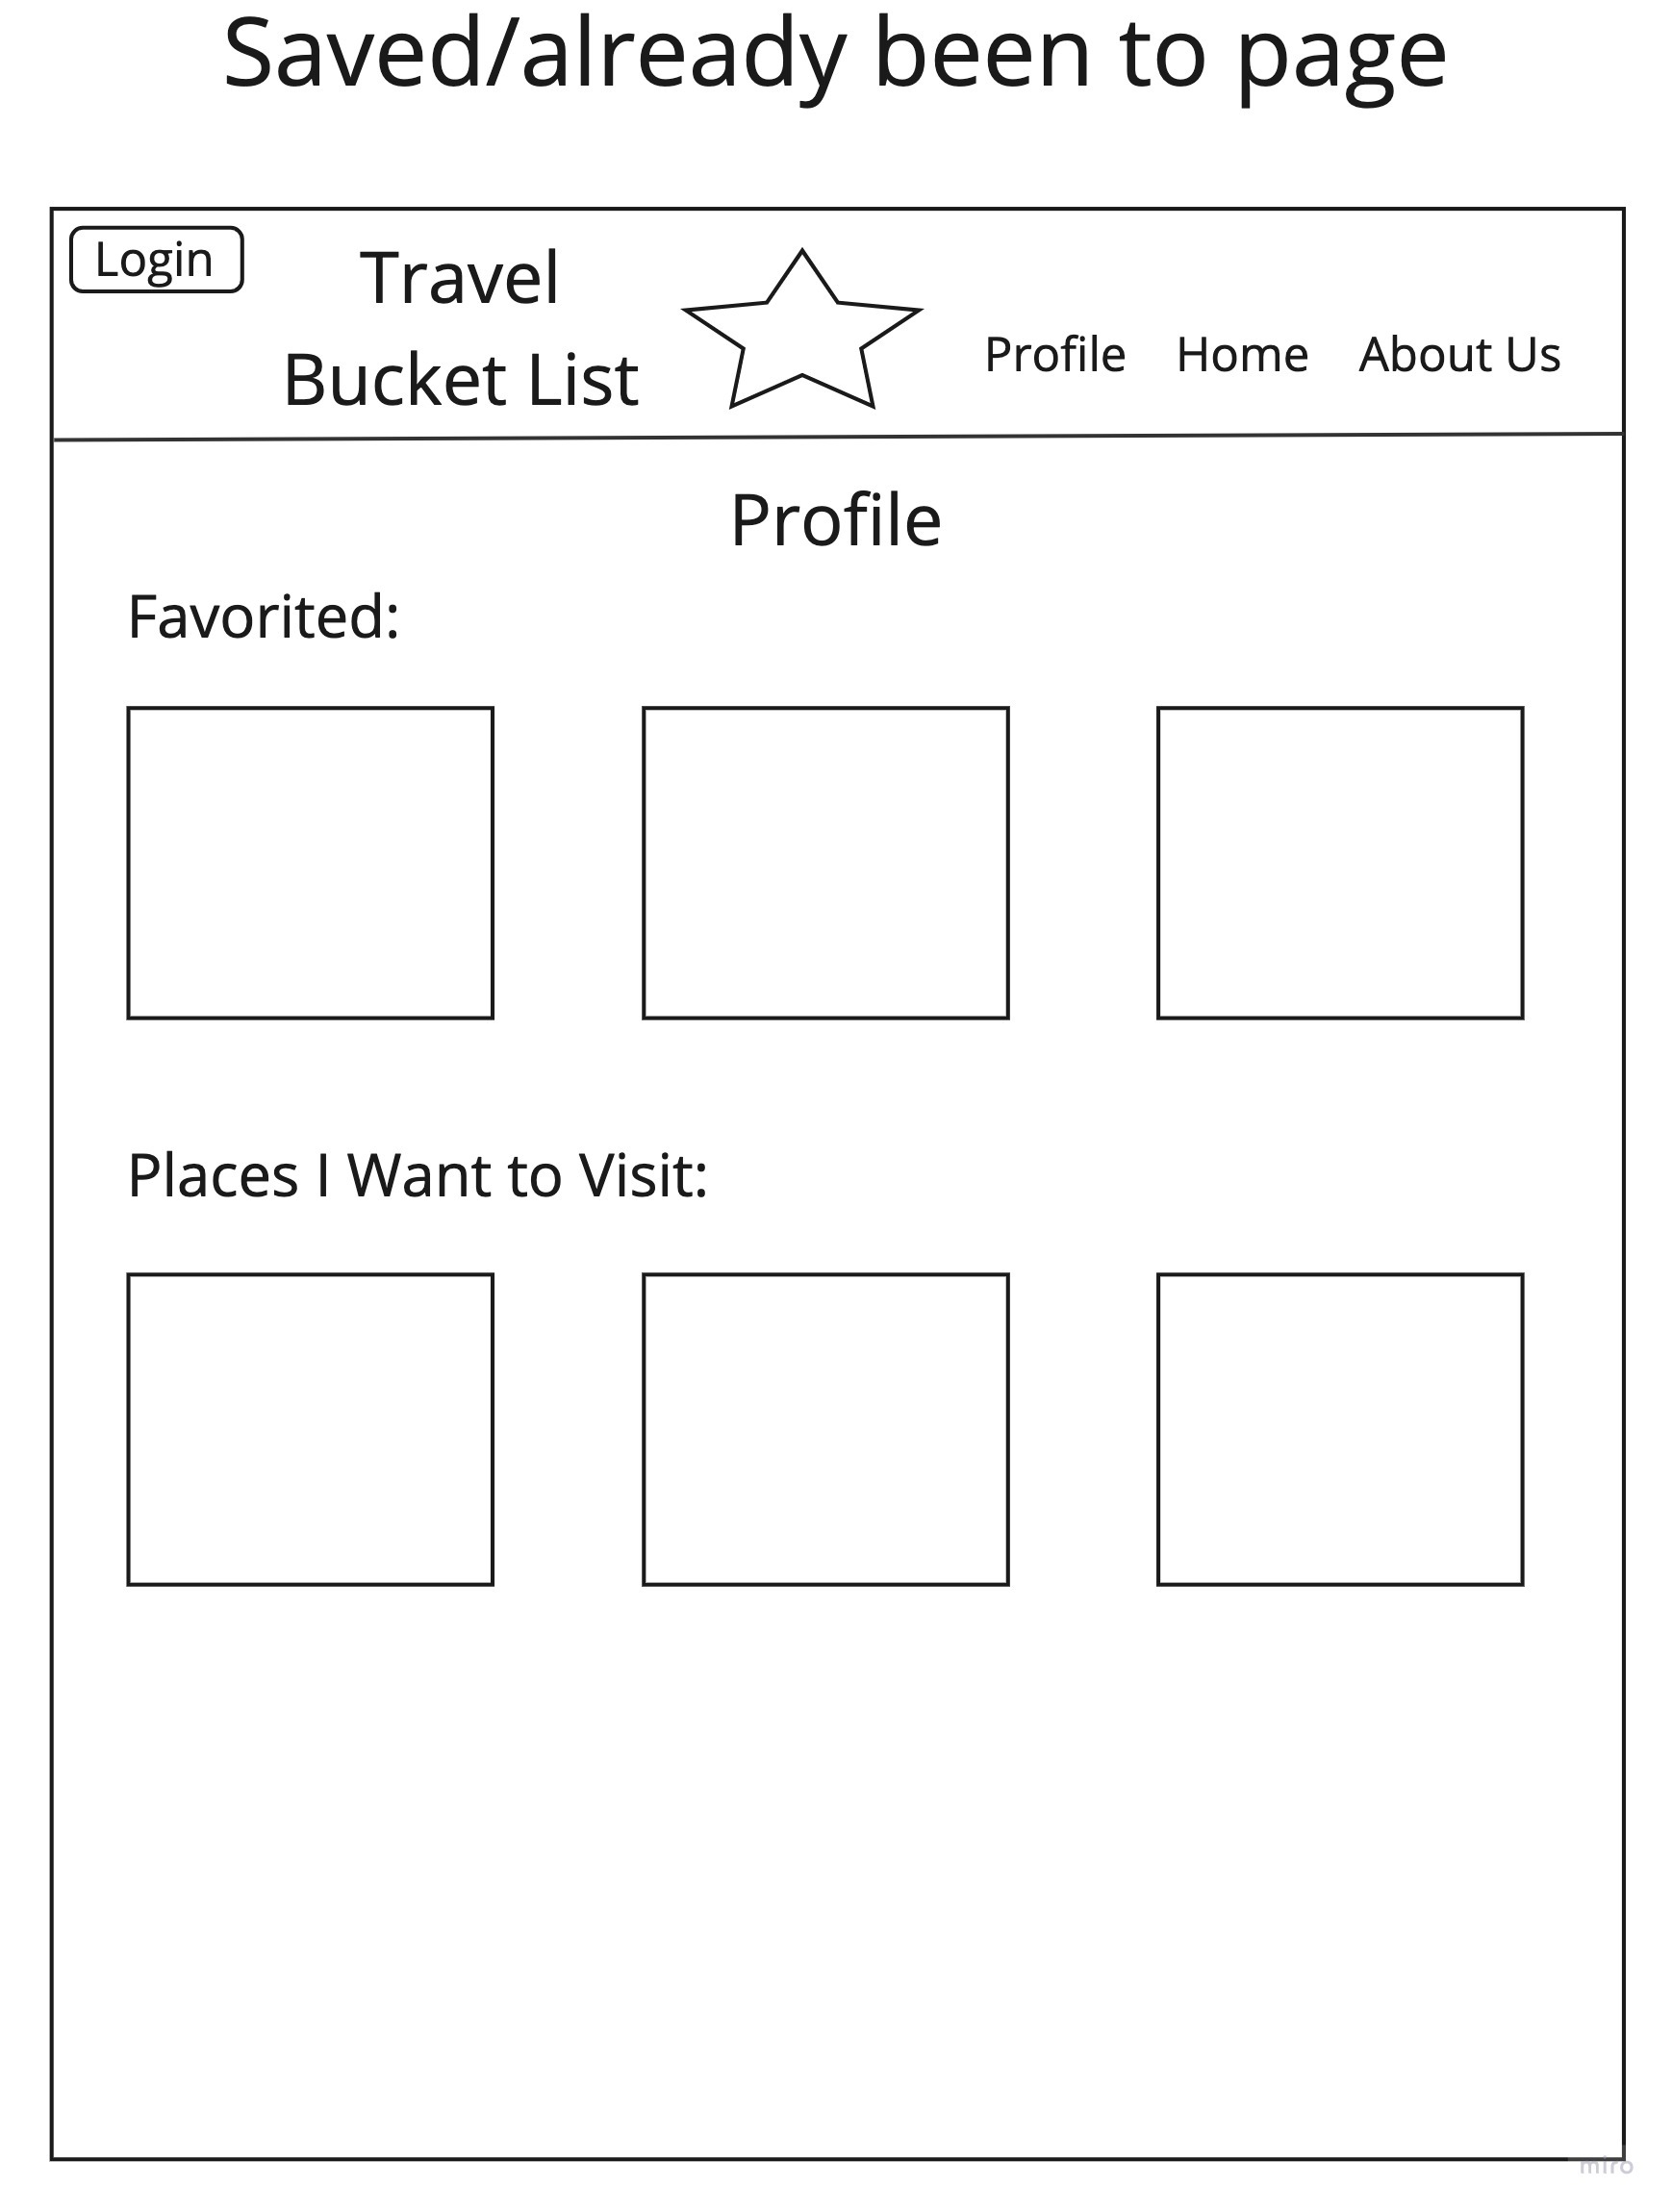 Saved/already been to page
Login
Travel
Bucket List
Profile Home About Us
Profile
Favorited:
Places I Want to Visit:
miro